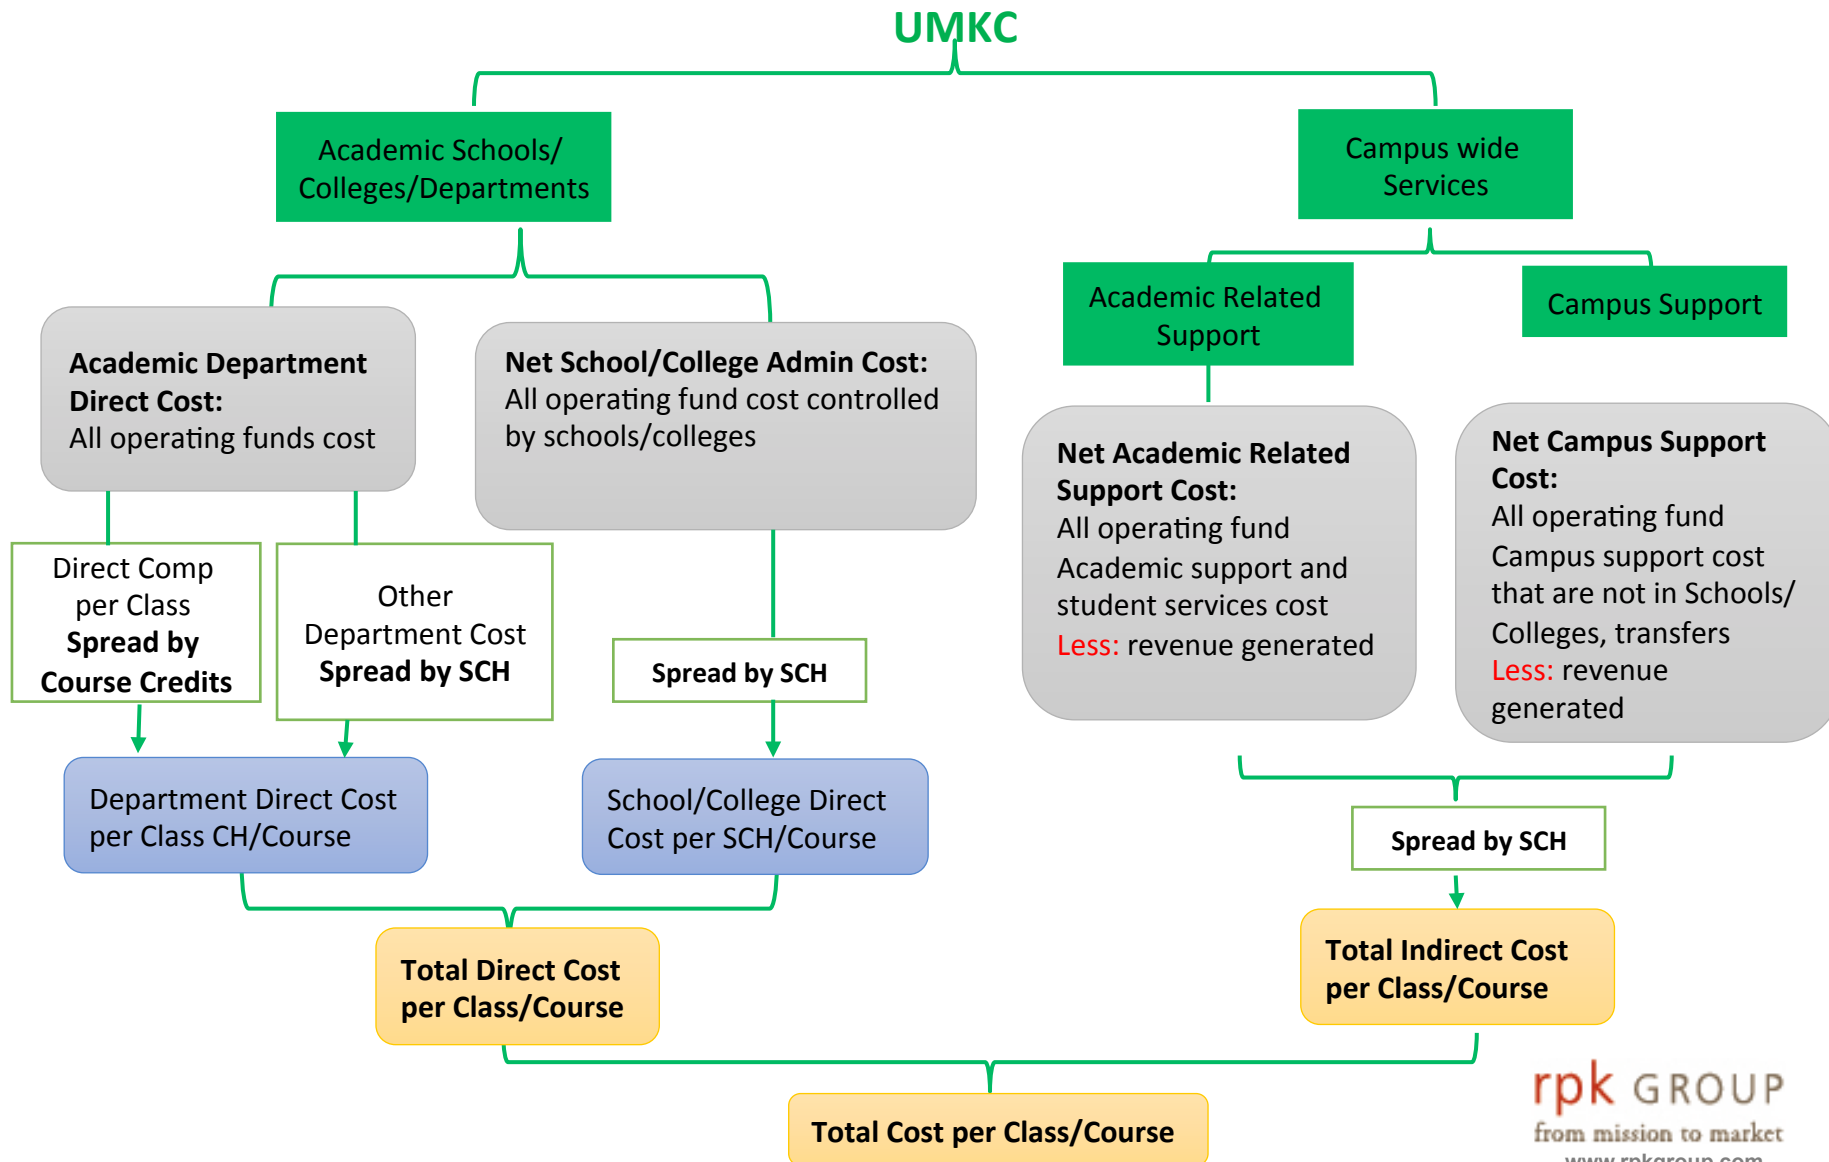 UMKC
Academic Schools/
Colleges/Departments
Campus wide
Services
Academic Related
Support
Campus Support
Academic Department
Direct Cost:
All operating funds cost
Net School/College Admin Cost:
All operating fund cost controlled
by schools/colleges
Net Academic Related
Support Cost:
All operating fund
Academic support and
student services cost
Less: revenue generated
Net Campus Support
Cost:
All operating fund
Campus support cost
that are not in Schools/
Colleges, transfers
Less: revenue
generated
Direct Comp
per Class
Spread by
Course Credits
Other
Department Cost
Spread by SCH
Spread by SCH
Department Direct Cost
per Class CH/Course
School/College Direct
Cost per SCH/Course
Spread by SCH
Total Direct Cost
per Class/Course
Total Indirect Cost
per Class/Course
Total Cost per Class/Course
rpk GROUP
from mission to market
www.rpkgroup.com